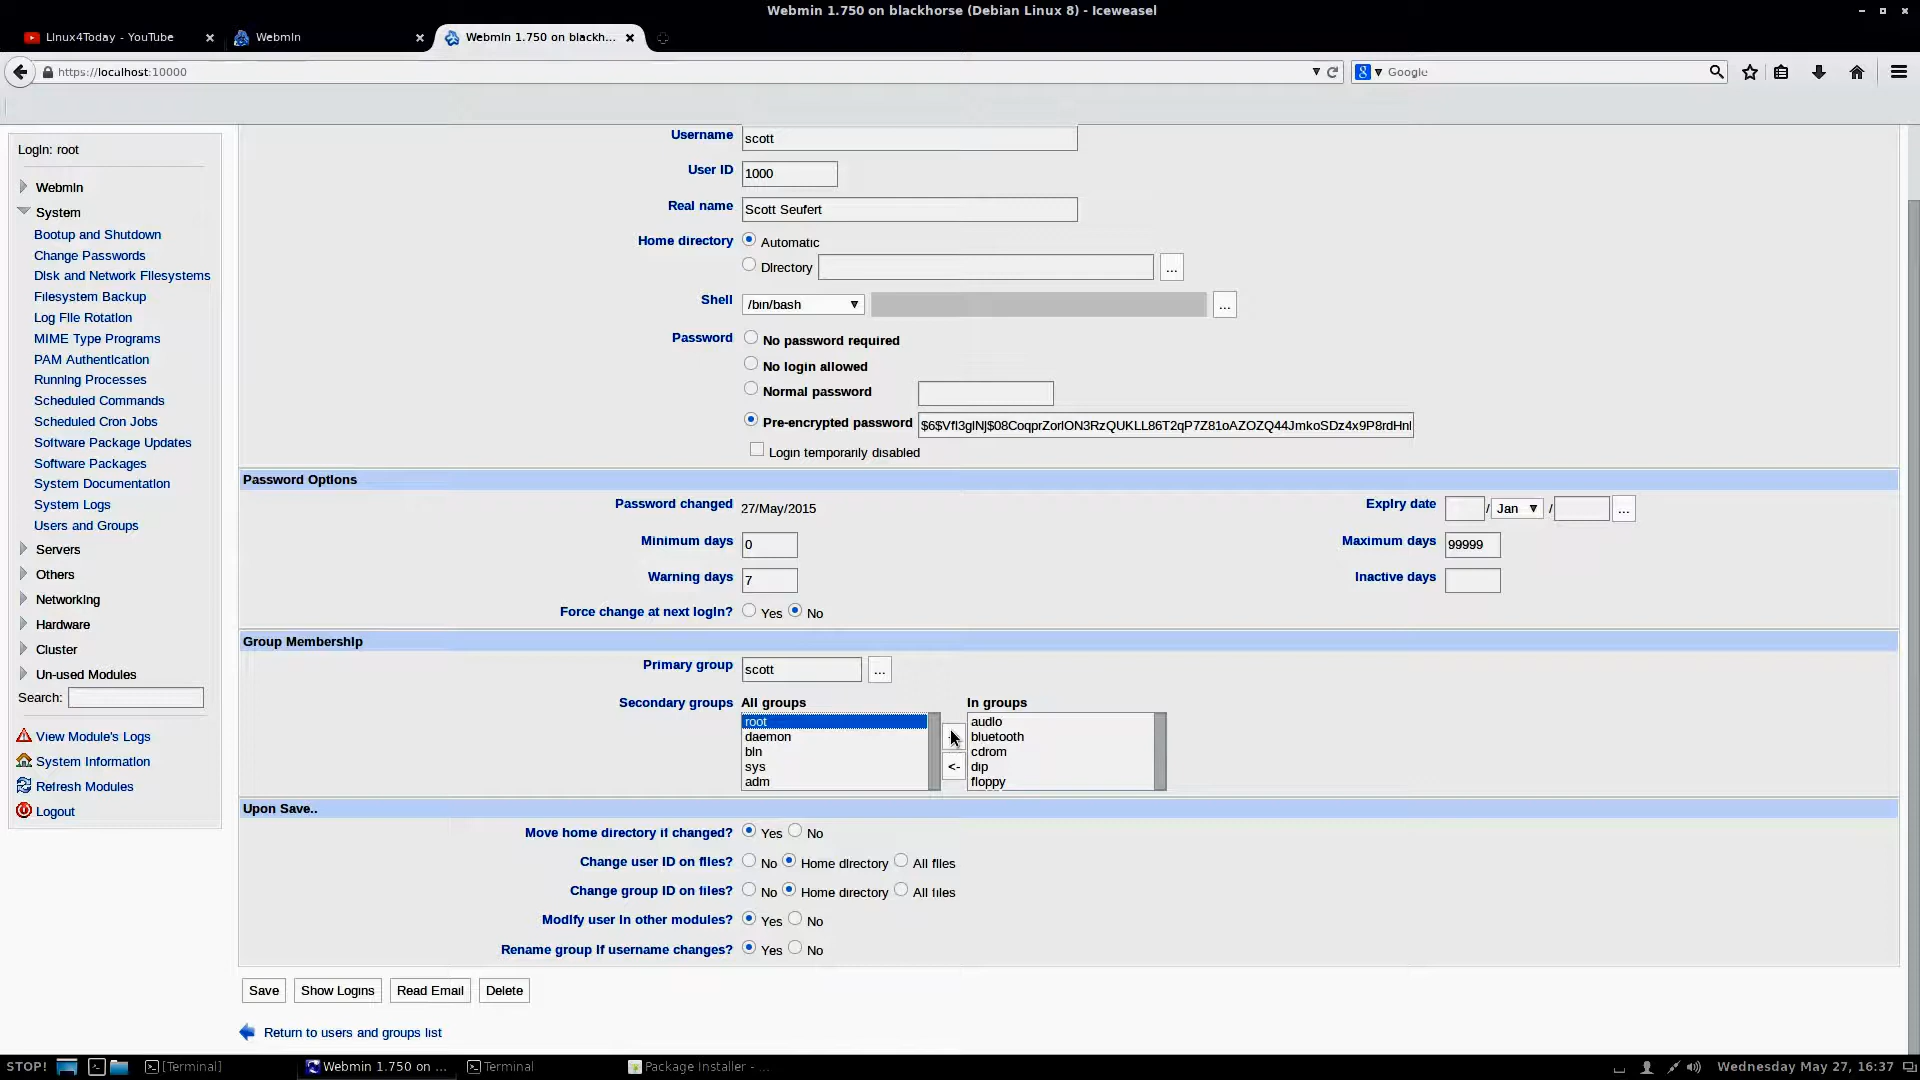 Webmin 1.750 on blackhorse (Debian Linux 8) - Iceweasel
Linux4Today - YouTube
Webmin
Webmin 1.750 on blackh...
https://localhost:10000
Google
Login: root
Webmin
System
Bootup and Shutdown
Change Passwords
Disk and Network Filesystems
Filesystem Backup
Log File Rotation
MIME Type Programs
PAM Authentication
Running Processes
Scheduled Commands
Scheduled Cron Jobs
Software Package Updates
Software Packages
System Documentation
System Logs
Users and Groups
Servers
Others
Networking
Hardware
Cluster
Un-used Modules
Search:
View Module's Logs
System Information
Refresh Modules
Logout
Username scott
User ID 1000
Real name Scott Seufert
Home directory Automatic
Directory ...
Shell /bin/bash ...
Password No password required
No login allowed
Normal password
Pre-encrypted password
Login temporarily disabled
Password Options
Password changed 27/May/2015 Expiry date / Jan / ...
Minimum days 0 Maximum days 99999
Warning days 7 Inactive days
Force change at next login? Yes No
Group Membership
Primary group scott ...
Secondary groups All groups In groups
root audio
daemon bluetooth
bin cdrom
sys <- dip
adm floppy
Upon Save..
Move home directory if changed? Yes No
Change user ID on files? No Home directory All files
Change group ID on files? No Home directory All files
Modify user in other modules? Yes No
Rename group if username changes? Yes No
Save Show Logins Read Email Delete
Return to users and groups list
STOP! [Terminal] Webmin 1.750 on ... Terminal Package Installer - ... Wednesday May 27, 16:37